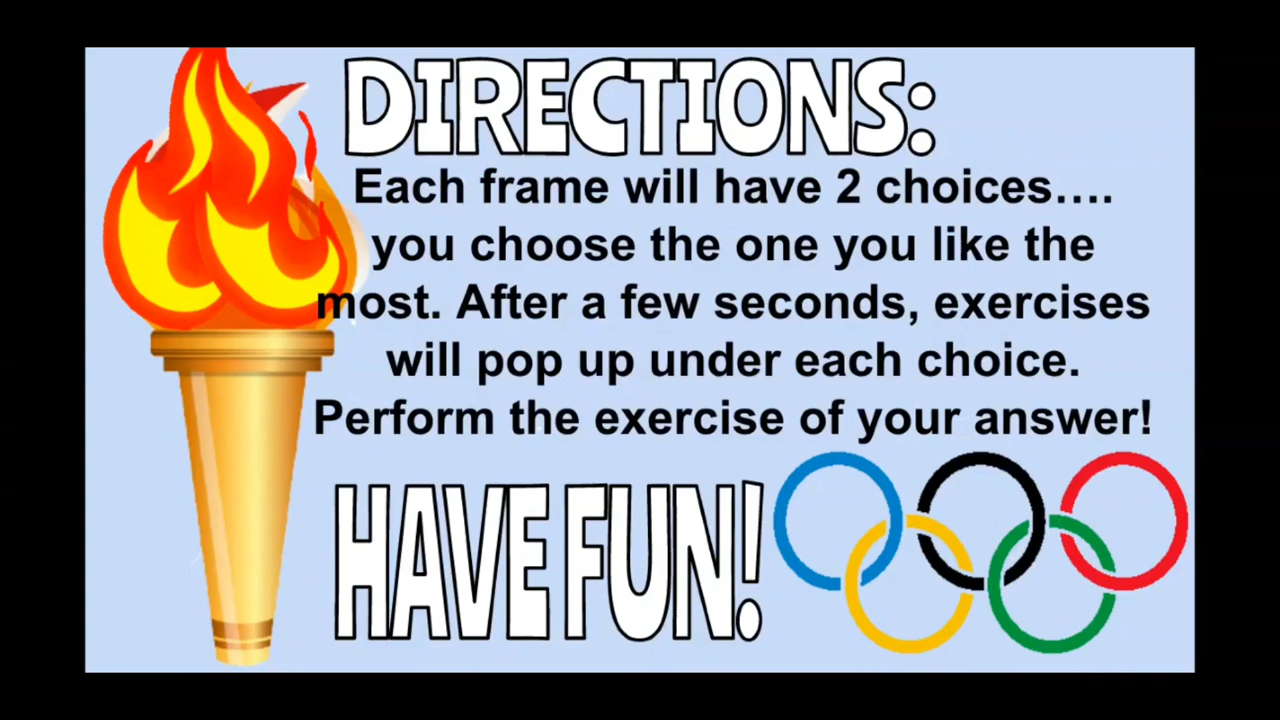 DIRECTIONS:
Each frame will have 2 choices....
you choose the one you like the
most. After a few seconds, exercises
will pop up under each choice.
Perform the exercise of your answer!
HAVE FUN!